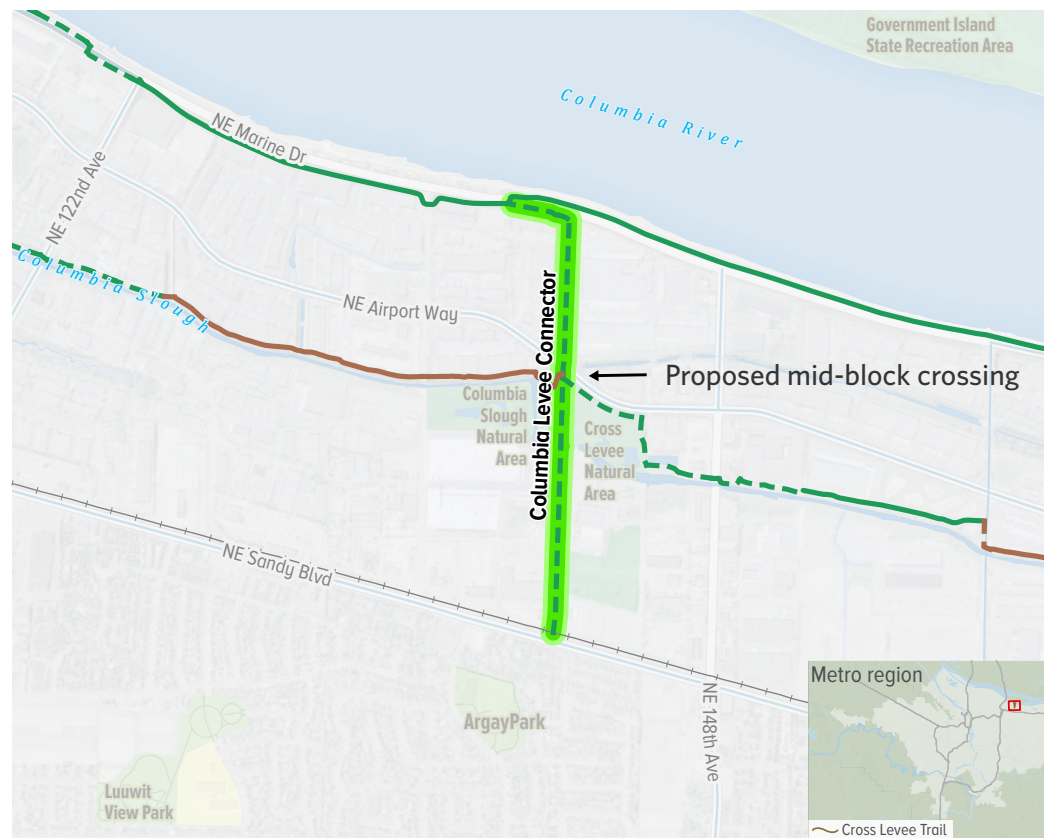 Government Island
State Recreation Area
Columbia River
NE Marine Dr
NE 122nd Ave
Columbia Slough
NE Airport Way
Columbia Levee Connector
Proposed mid-block crossing
Columbia
Slough
Natural
Area
Cross
Levee
Natural
Area
NE Sandy Blvd
NE 148th Ave
ArgayPark
Luuwit
View Park
Metro region
Cross Levee Trail